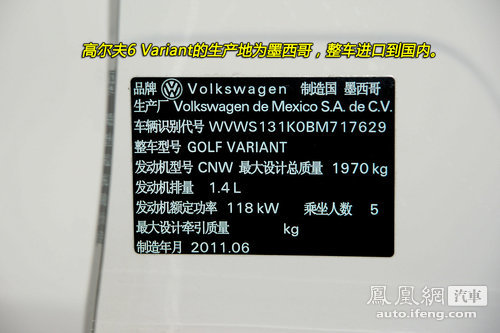 高尔夫6 Variant的生产地为墨西哥，整车进口到国内。
品牌 Volkswagen 制造国 墨西哥
生产厂 Volkswagen de Mexico S.A. de C.V.
车辆识别代号 WVWS131K0BM717629
整车型号 GOLF VARIANT
发动机型号 CNW 最大设计总质量 1970 kg
发动机排量 1.4 L
发动机额定功率 118 kW 乘坐人数 5
最大设计牵引质量 kg
制造年月 2011.06
鳳凰網 汽車
auto.ifeng.com